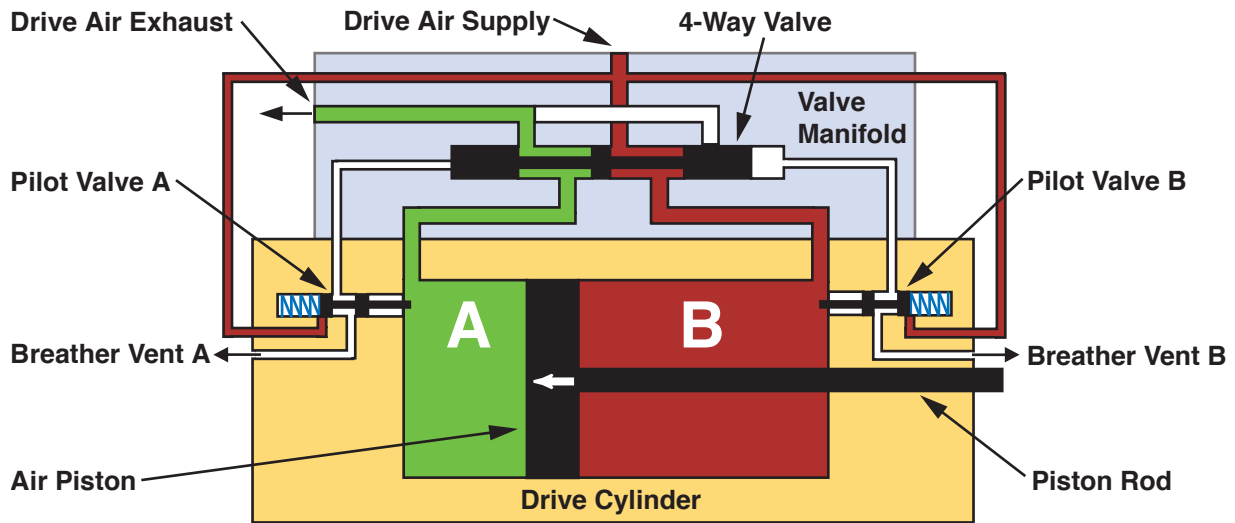 Drive Air Exhaust
Drive Air Supply
4-Way Valve
Valve
Manifold
Pilot Valve A
Pilot Valve B
A
B
Breather Vent A
Breather Vent B
Air Piston
Drive Cylinder
Piston Rod